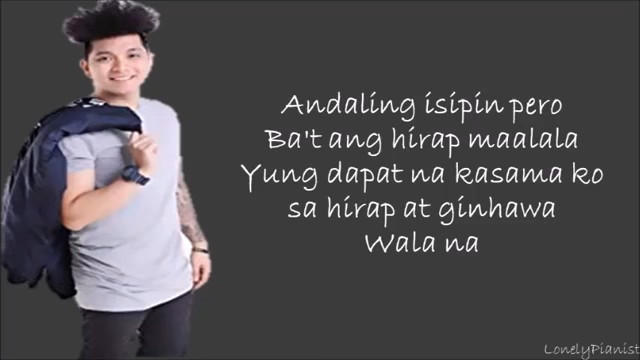 Andaling isipin pero
Ba't ang hirap maalala
Yung dapat na kasama ko
sa hirap at ginhawa
Wala na
LonelyPianist